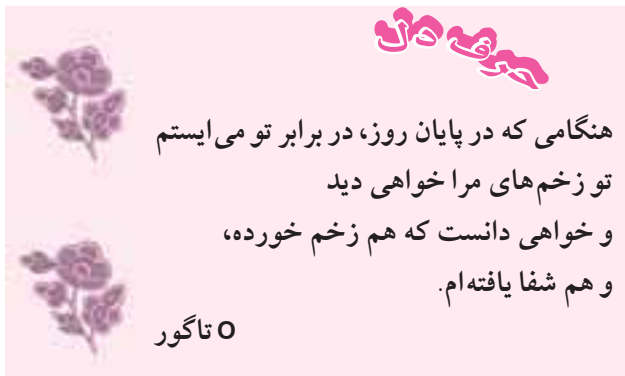 حرف دل
هنگامی که در پایان روز، در برابر تو می‌ایستم
تو زخم‌های مرا خواهی دید
و خواهی دانست که هم زخم خورده،
و هم شفا یافته‌ام.
O تاگور